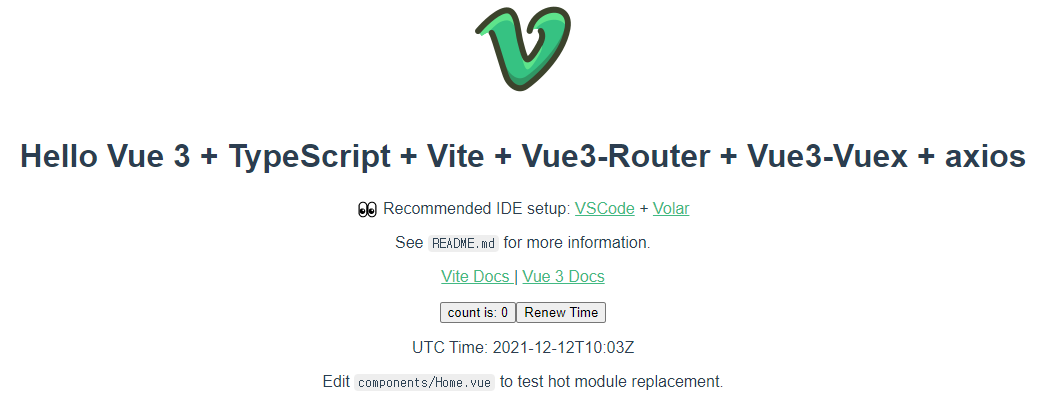 Hello Vue 3 + TypeScript + Vite + Vue3-Router + Vue3-Vuex + axios
👀 Recommended IDE setup: VSCode + Volar
See README.md for more information.
Vite Docs | Vue 3 Docs
count is: 0 Renew Time
UTC Time: 2021-12-12T10:03Z
Edit components/Home.vue to test hot module replacement.